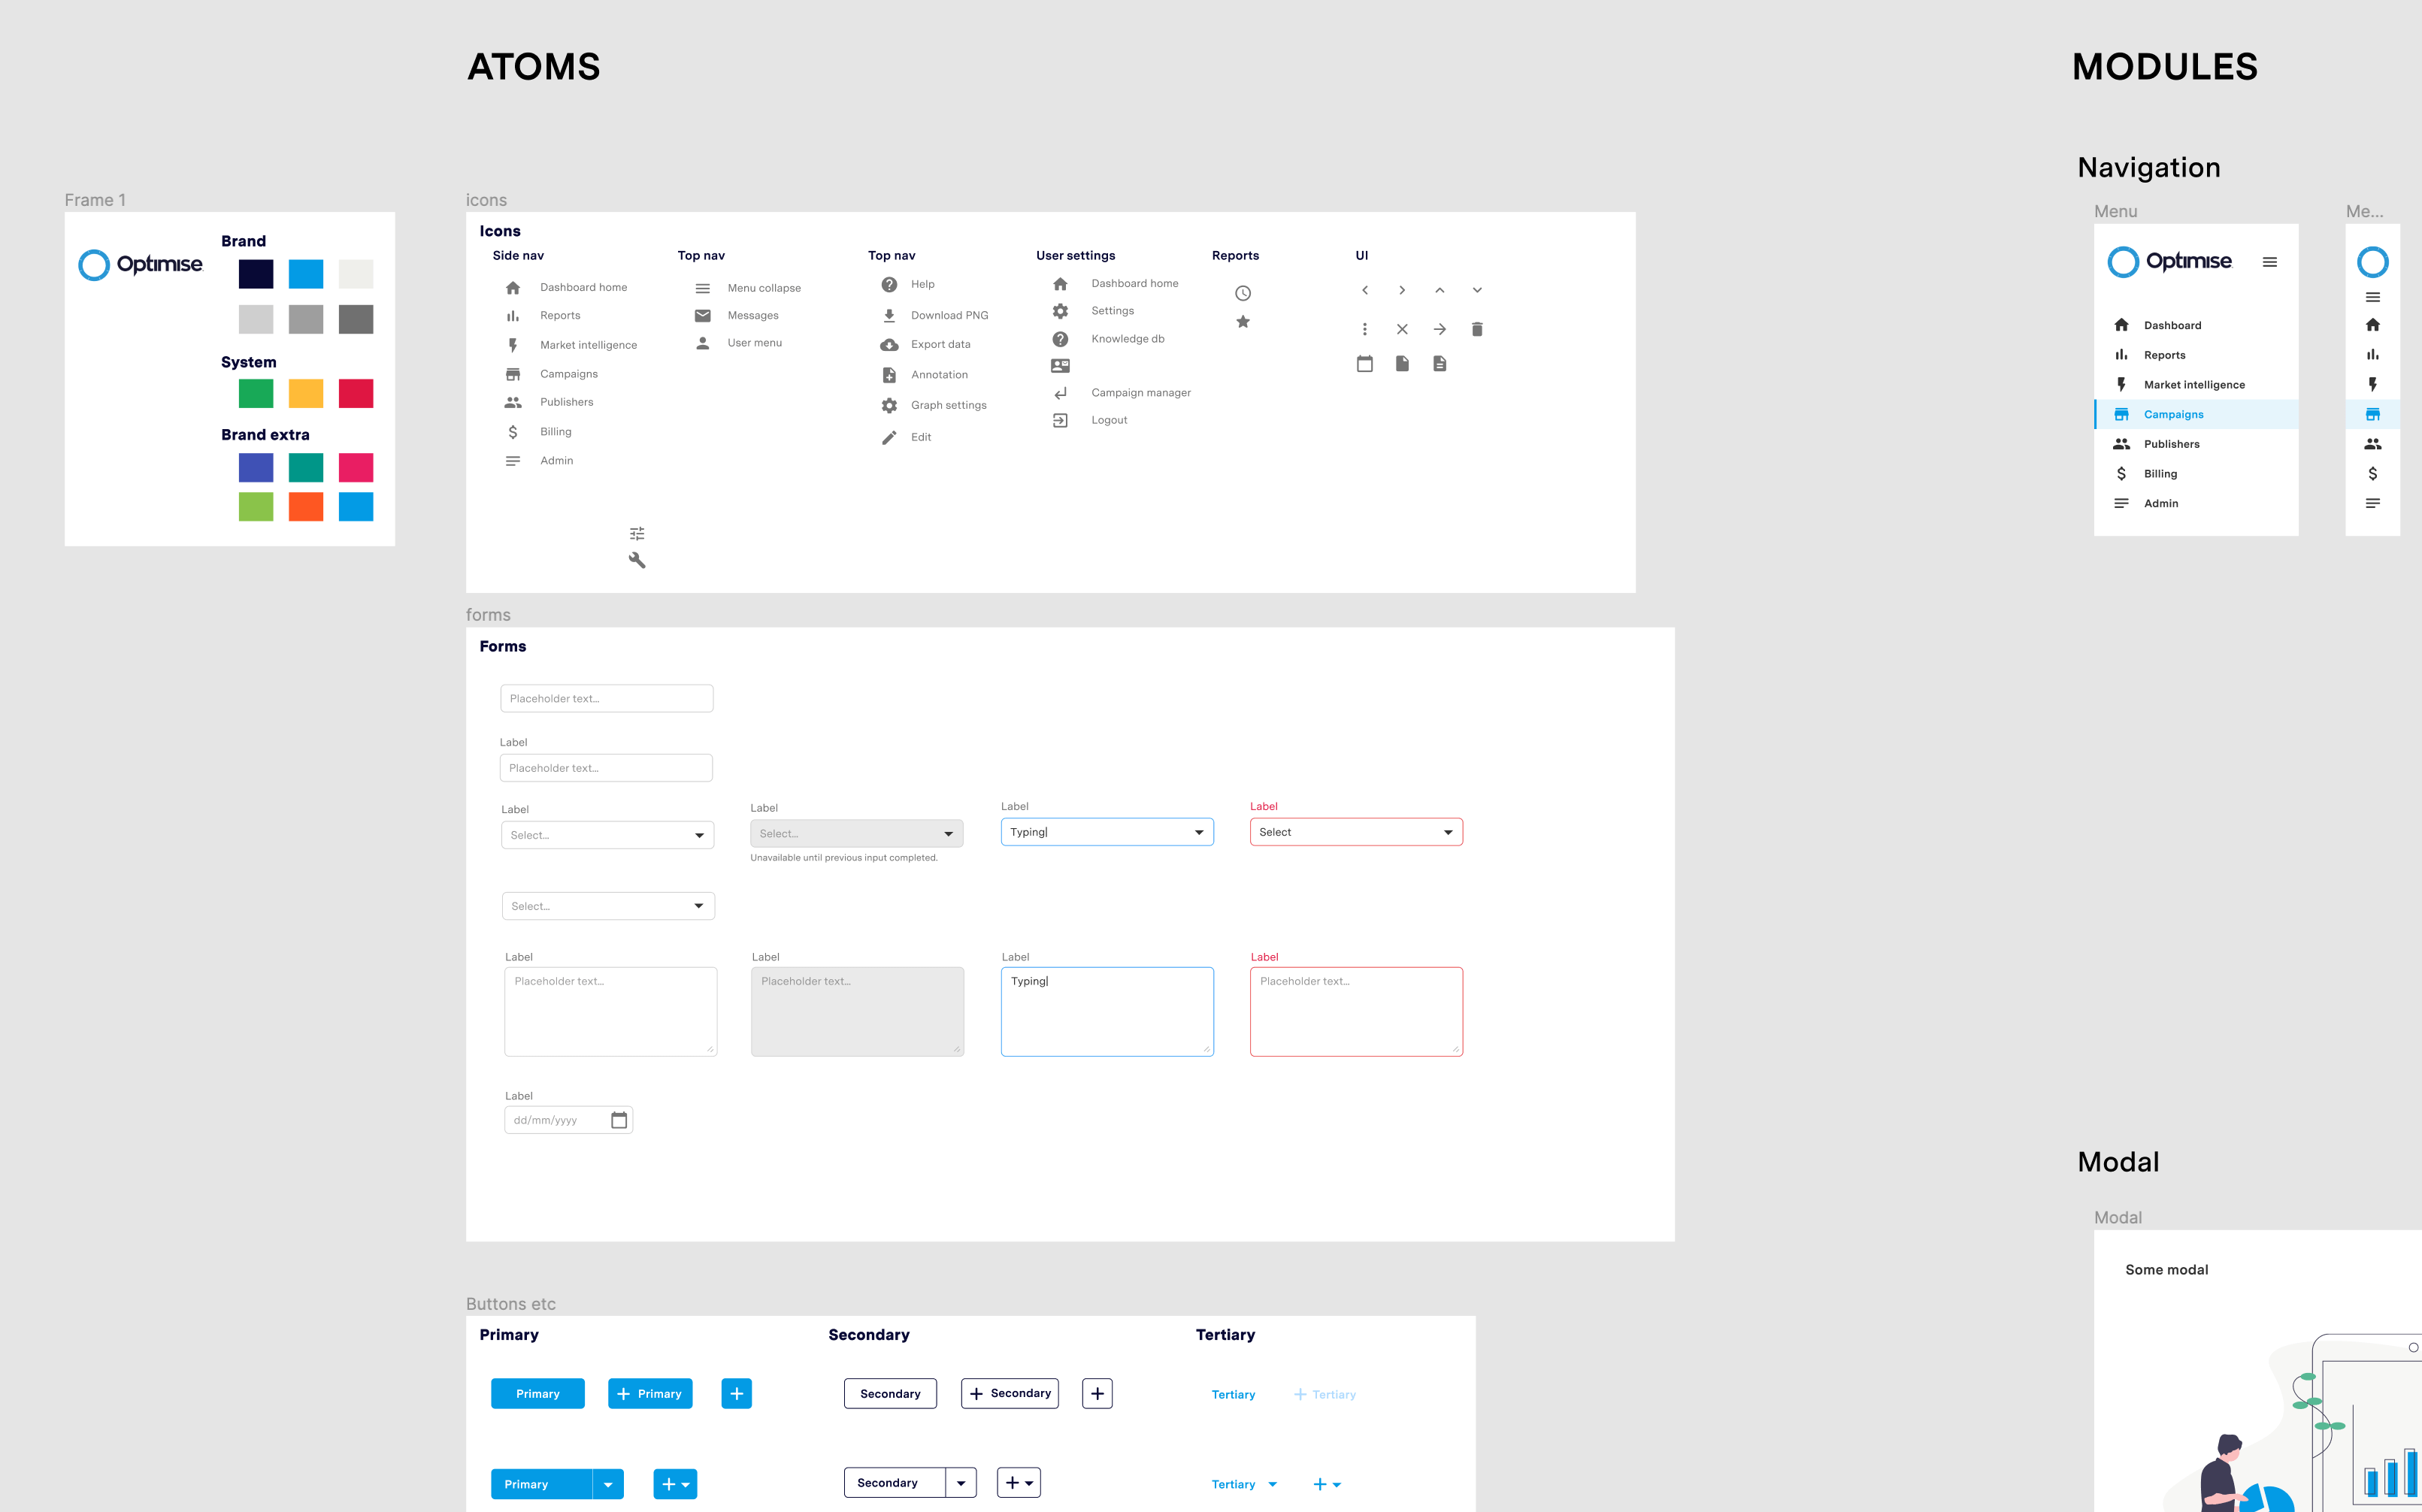 ATOMS
MODULES
Navigation
Frame 1
Optimise
Brand
System
Brand extra
icons
Icons
Side nav
Dashboard home
Reports
Market intelligence
Campaigns
Publishers
Billing
Admin
Top nav
Menu collapse
Messages
User menu
Top nav
Help
Download PNG
Export data
Annotation
Graph settings
Edit
User settings
Dashboard home
Settings
Knowledge db
Campaign manager
Logout
Reports
UI
Menu
Me...
Optimise
Dashboard
Reports
Market intelligence
Campaigns
Publishers
Billing
Admin
forms
Forms
Placeholder text...
Label
Placeholder text...
Label
Select...
Label
Select...
Unavailable until previous input completed.
Label
Typing|
Label
Select
Select...
Label
Placeholder text...
Label
Placeholder text...
Label
Typing|
Label
Placeholder text...
Label
dd/mm/yyyy
Modal
Modal
Some modal
Buttons etc
Primary
Secondary
Tertiary
Primary
+ Primary
+
Secondary
+ Secondary
+
Tertiary
+ Tertiary
Primary
+
Secondary
+
Tertiary
+